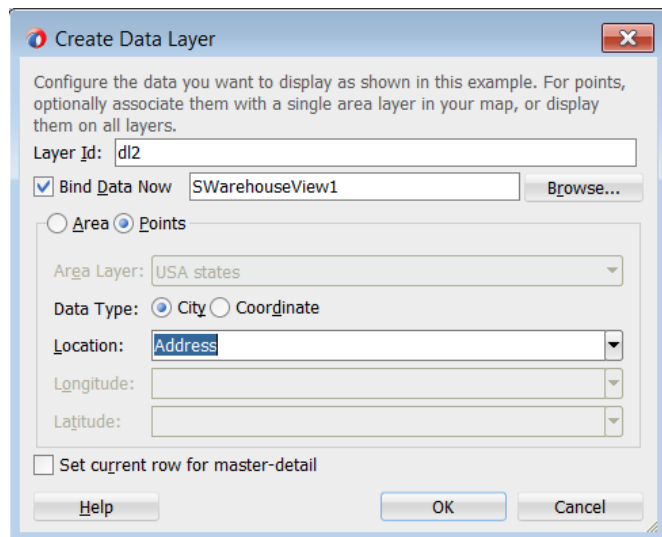 Create Data Layer
Configure the data you want to display as shown in this example. For points,
optionally associate them with a single area layer in your map, or display
them on all layers.
Layer Id: dl2
Bind Data Now SWarehouseView1 Browse...
Area Points
Area Layer: USA states
Data Type: City Coordinate
Location: Address
Longitude:
Latitude:
Set current row for master-detail
Help OK Cancel